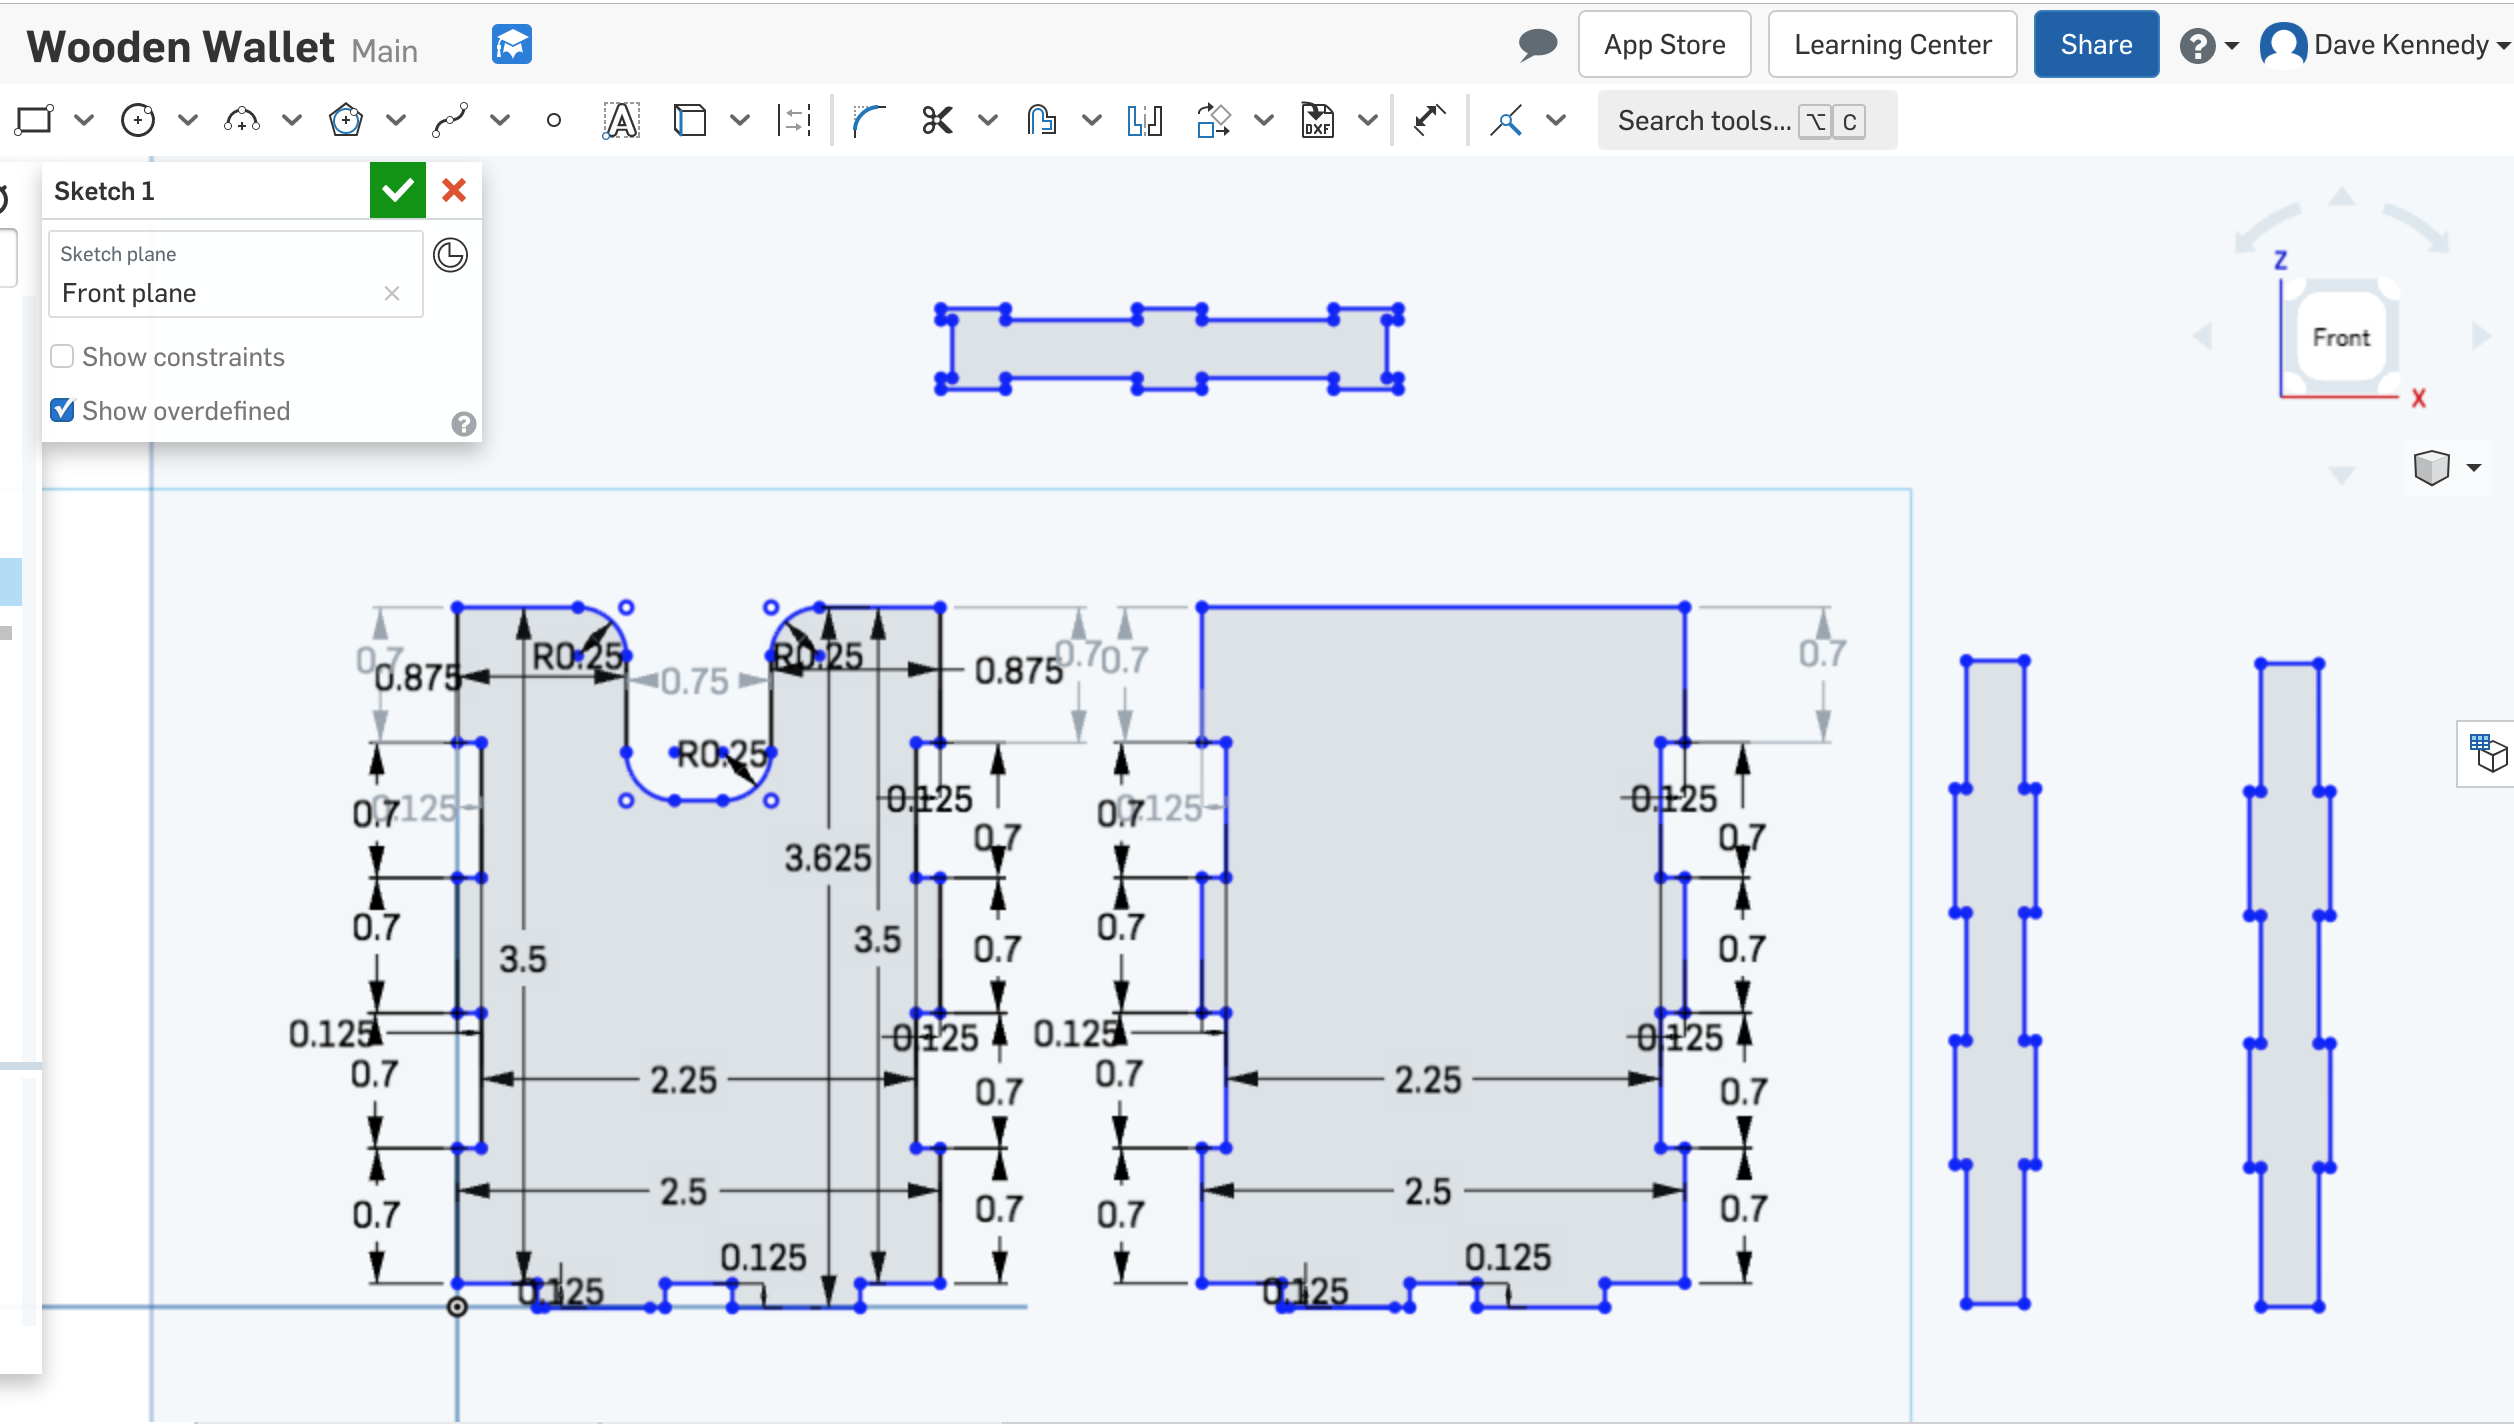 Wooden Wallet Main
App Store
Learning Center
Share
?
Dave Kennedy
A
DXF
Search tools... ⌥ C
Sketch 1
Sketch plane
Front plane
Show constraints
Show overdefined
?
Z
Front
X
R0.25
R0.25
0.7
0.875
0.75
0.875
0.7
0.7
0.7
R0.25
0.7
0.125
0.125
0.7
0.7
0.125
0.125
0.7
3.625
0.7
3.5
0.7
0.7
0.7
0.7
3.5
0.125
0.125
0.125
0.125
0.7
2.25
0.7
0.7
2.25
0.7
0.7
2.5
0.7
0.7
2.5
0.7
0.125
0.125
0.125
0.125